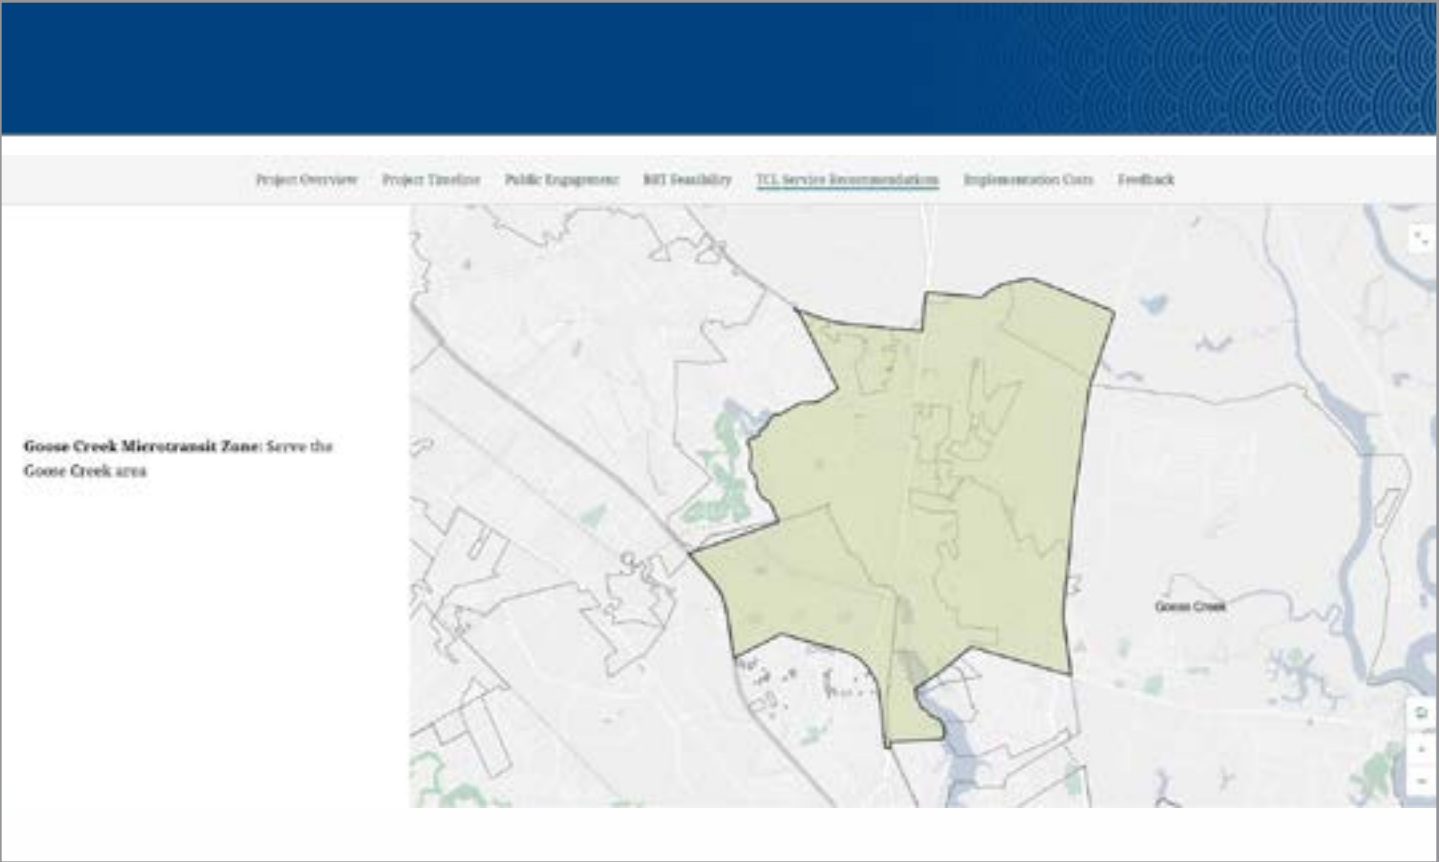 Project Overview Project Timeline Public Engagement BRT Feasibility TCL Service Recommendations Implementation Costs Feedback
Goose Creek Microtransit Zone: Serve the
Goose Creek area
Goose Creek